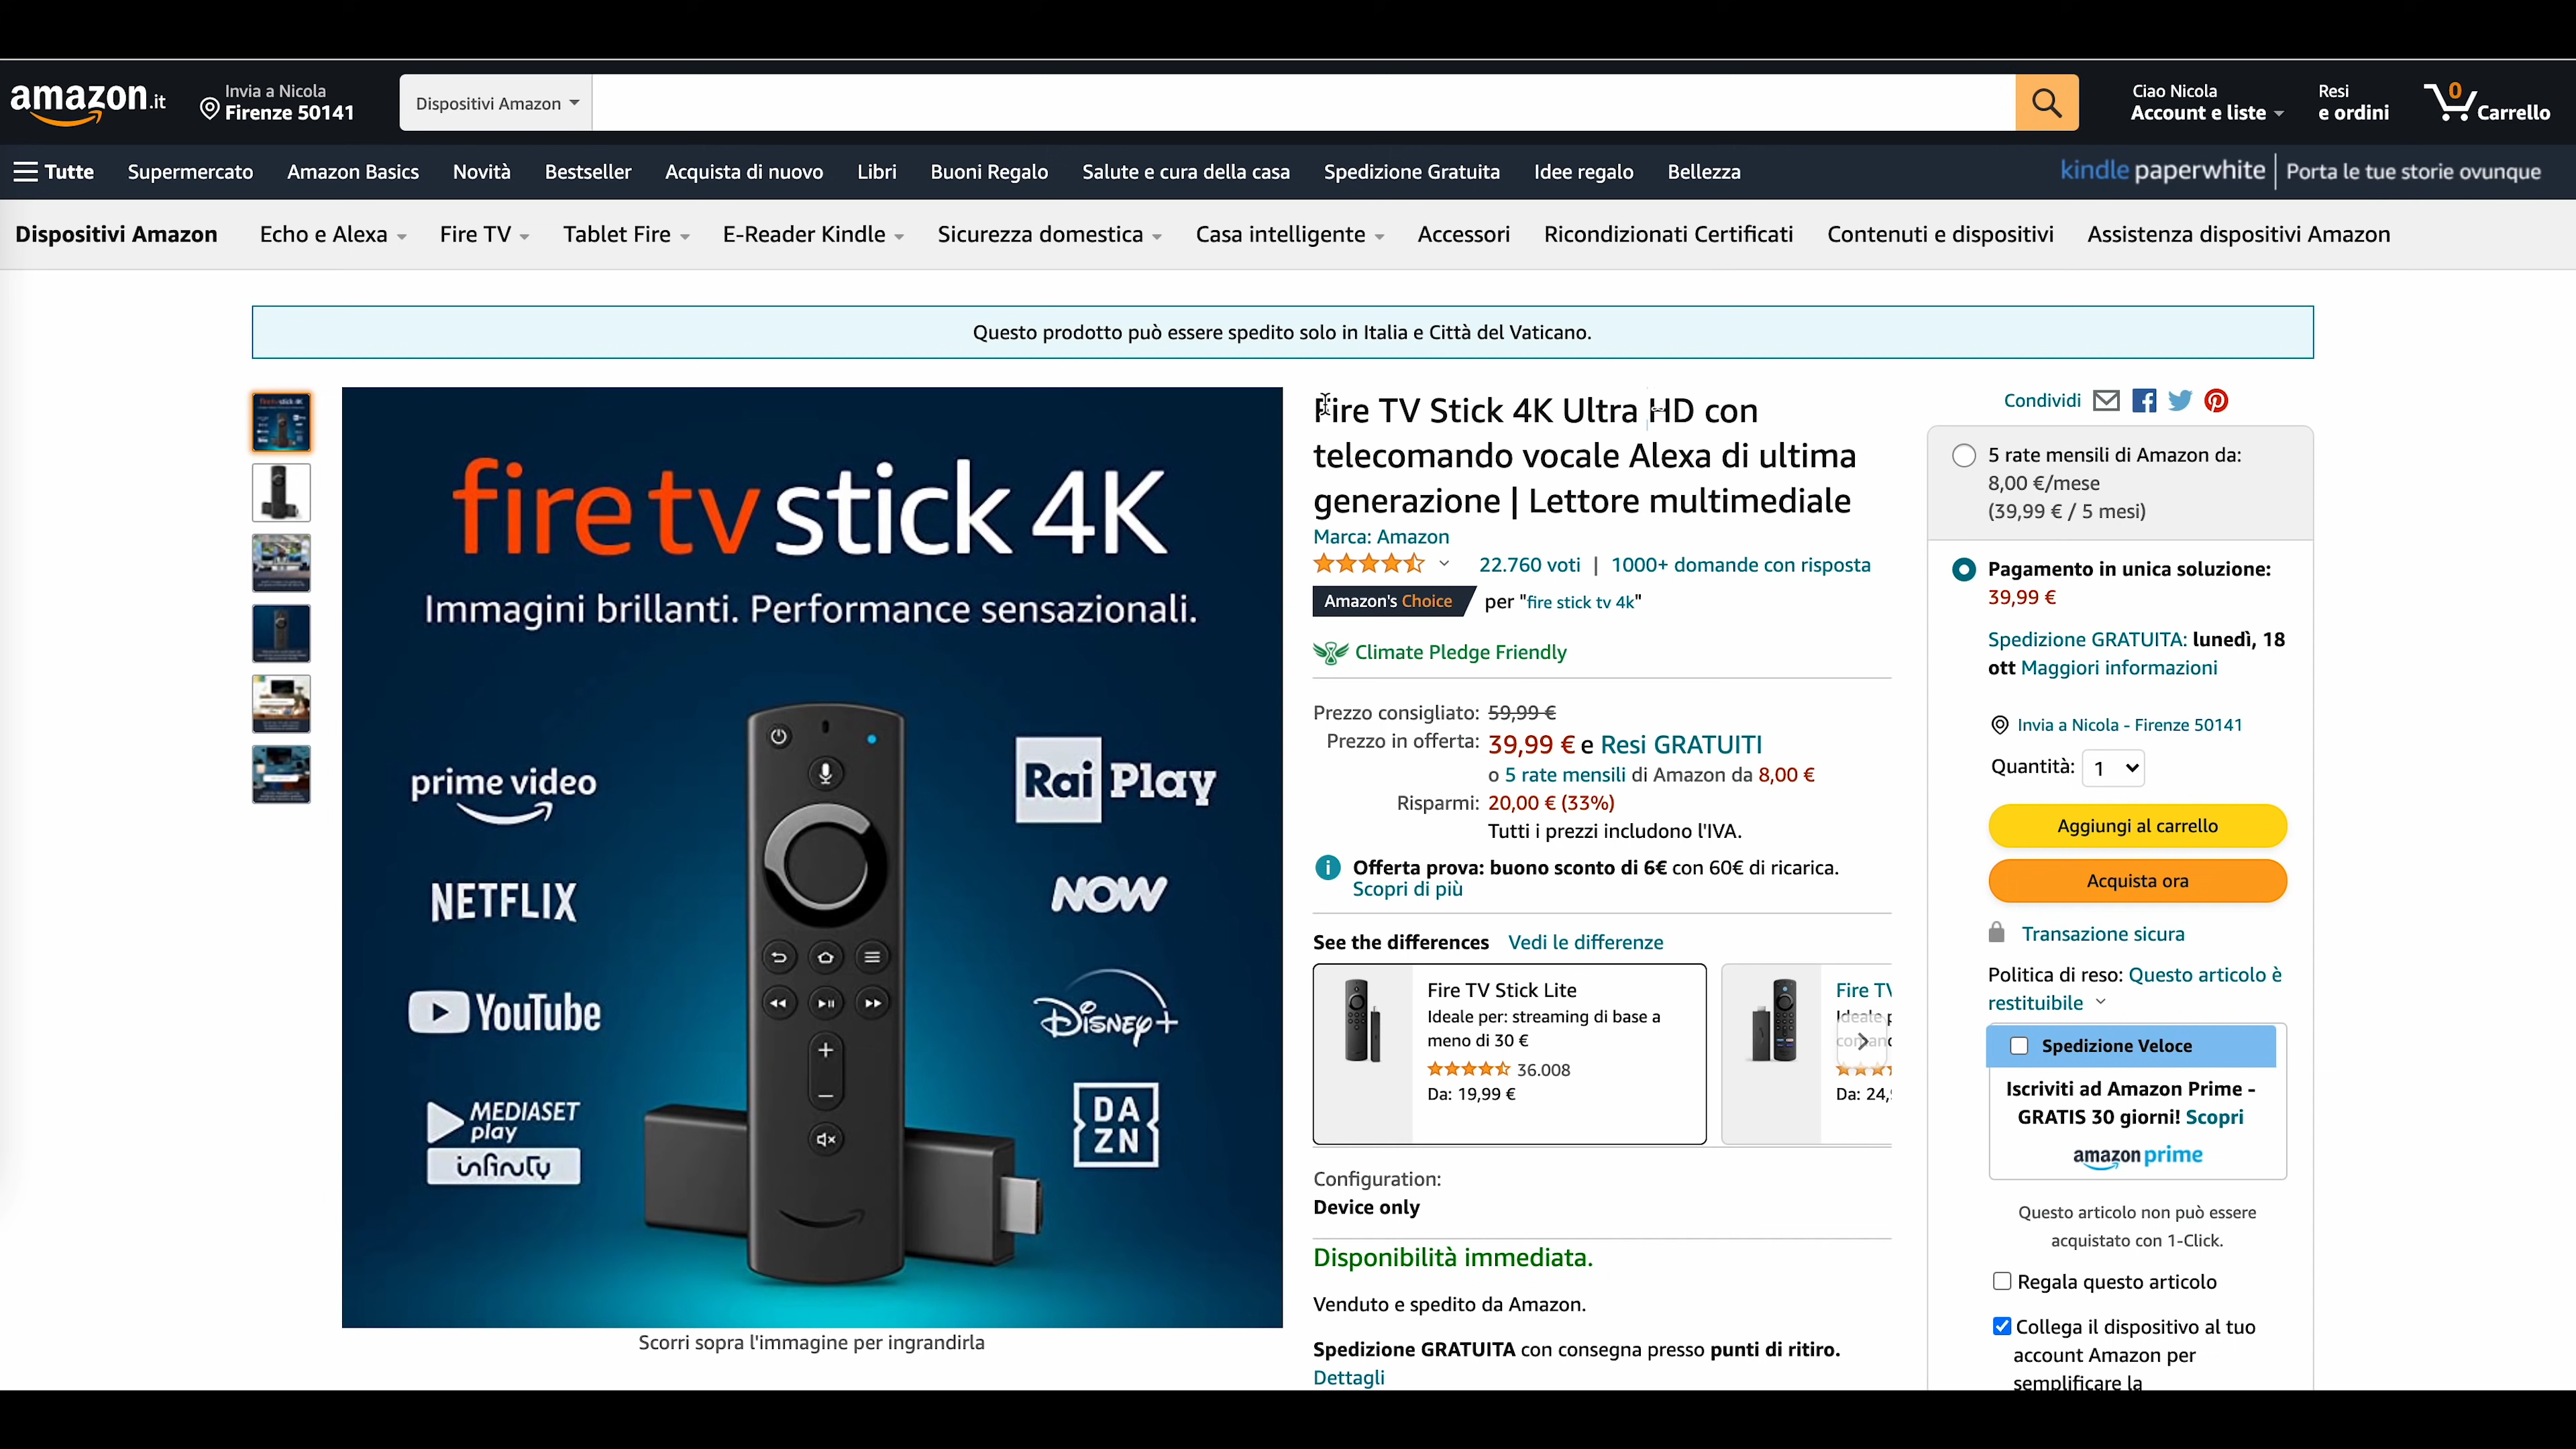 amazon.it
Invia a Nicola
Firenze 50141
Dispositivi Amazon
Ciao Nicola
Account e liste
Resi
e ordini
0
Carrello
Tutte
Supermercato
Amazon Basics
Novità
Bestseller
Acquista di nuovo
Libri
Buoni Regalo
Salute e cura della casa
Spedizione Gratuita
Idee regalo
Bellezza
kindle paperwhite | Porta le tue storie ovunque
Dispositivi Amazon
Echo e Alexa
Fire TV
Tablet Fire
E-Reader Kindle
Sicurezza domestica
Casa intelligente
Accessori
Ricondizionati Certificati
Contenuti e dispositivi
Assistenza dispositivi Amazon
Questo prodotto può essere spedito solo in Italia e Città del Vaticano.
fire tv stick 4K
Immagini brillanti. Performance sensazionali.
prime video
NETFLIX
YouTube
MEDIASET
play
infinity
Rai Play
NOW
Disney+
DA
ZN
Scorri sopra l'immagine per ingrandirla
Fire TV Stick 4K Ultra HD con
telecomando vocale Alexa di ultima
generazione | Lettore multimediale
Marca: Amazon
22.760 voti | 1000+ domande con risposta
Amazon's Choice per "fire stick tv 4k"
Climate Pledge Friendly
Prezzo consigliato: 59,99 €
Prezzo in offerta: 39,99 € e Resi GRATUITI
o 5 rate mensili di Amazon da 8,00 €
Risparmi: 20,00 € (33%)
Tutti i prezzi includono l'IVA.
Offerta prova: buono sconto di 6€ con 60€ di ricarica.
Scopri di più
See the differences Vedi le differenze
Fire TV Stick Lite
Ideale per: streaming di base a
meno di 30 €
36.008
Da: 19,99 €
Fire TV
Ideale p
Da: 24,
Configuration:
Device only
Disponibilità immediata.
Venduto e spedito da Amazon.
Spedizione GRATUITA con consegna presso punti di ritiro.
Dettagli
Condividi
5 rate mensili di Amazon da:
8,00 €/mese
(39,99 € / 5 mesi)
Pagamento in unica soluzione:
39,99 €
Spedizione GRATUITA: lunedì, 18
ott Maggiori informazioni
Invia a Nicola - Firenze 50141
Quantità: 1
Aggiungi al carrello
Acquista ora
Transazione sicura
Politica di reso: Questo articolo è
restituibile
Spedizione Veloce
Iscriviti ad Amazon Prime -
GRATIS 30 giorni! Scopri
amazon prime
Questo articolo non può essere
acquistato con 1-Click.
Regala questo articolo
Collega il dispositivo al tuo
account Amazon per
semplificare la